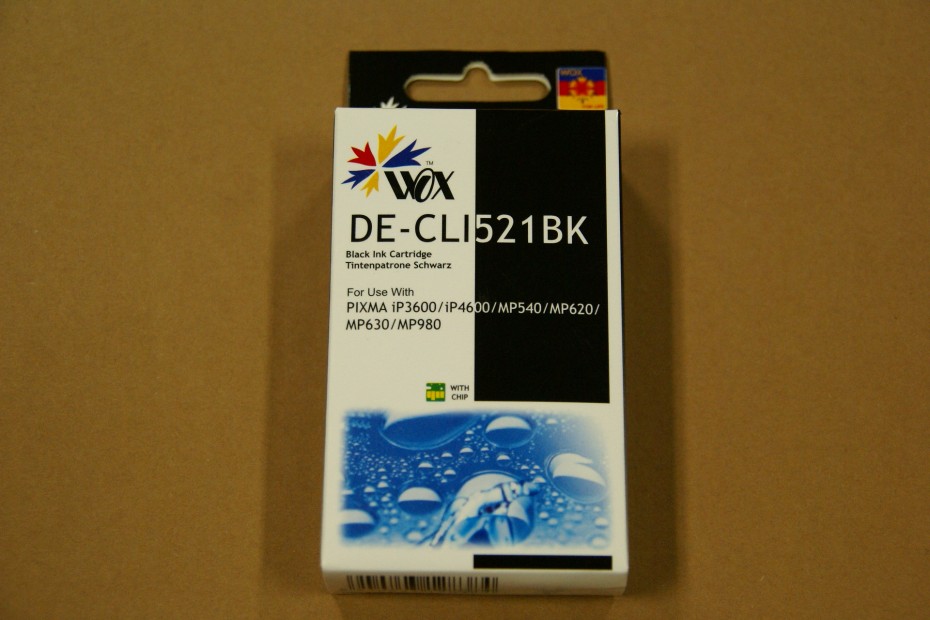 WOX
WOX™
DE-CLI521BK
Black Ink Cartridge
Tintenpatrone Schwarz
For Use With
PIXMA iP3600/iP4600/MP540/MP620/
MP630/MP980
WITH
CHIP